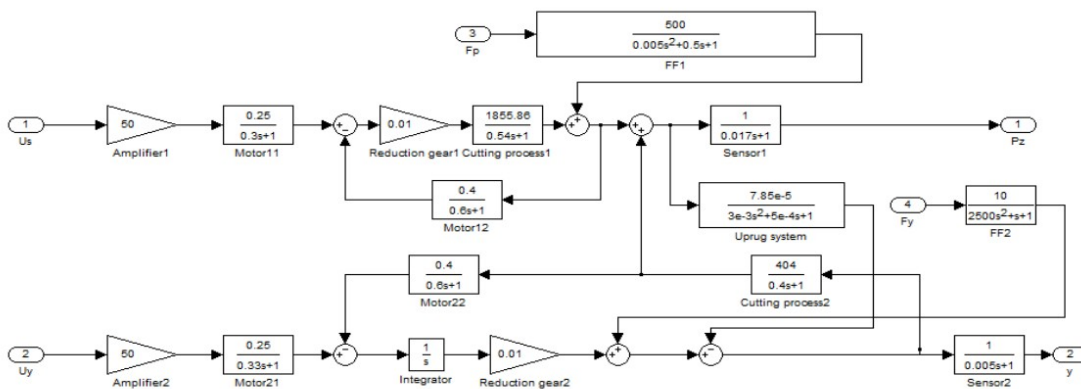 500
0.005s²+0.5s+1
3
Fp
FF1
1
Us
50
Amplifier1
0.25
0.3s+1
Motor11
+
−
0.01
Reduction gear1
1855.86
0.54s+1
Cutting process1
+
+
+
+
1
0.017s+1
Sensor1
1
Pz
0.4
0.6s+1
Motor12
7.85e-5
3e-3s²+5e-4s+1
Uprug system
4
Fy
10
2500s²+s+1
FF2
0.4
0.6s+1
Motor22
404
0.4s+1
Cutting process2
2
Uy
50
Amplifier2
0.25
0.33s+1
Motor21
+
−
1
s
Integrator
0.01
Reduction gear2
+
+
+
−
1
0.005s+1
Sensor2
2
y